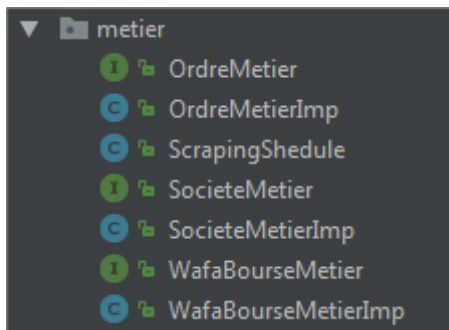 metier
I OrdreMetier
C OrdreMetierImp
C ScrapingShedule
I SocieteMetier
C SocieteMetierImp
I WafaBourseMetier
C WafaBourseMetierImp